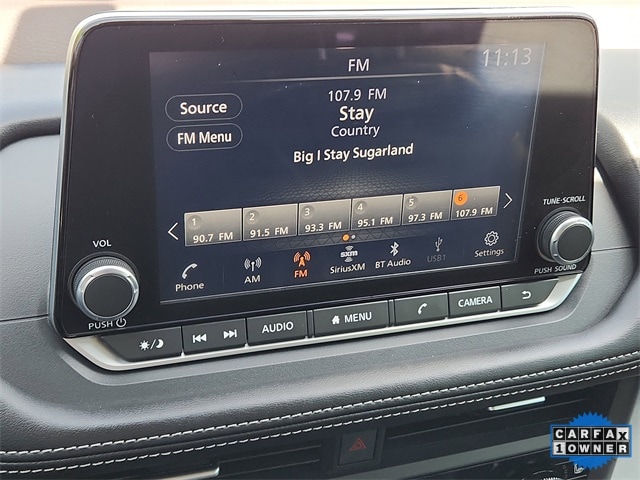 FM
11:13
Source
FM Menu
107.9 FM
Stay
Country
Big I Stay Sugarland
1 2 3 4 5 6
90.7 FM 91.5 FM 93.3 FM 95.1 FM 97.3 FM 107.9 FM
Phone AM FM SXM SiriusXM BT Audio USB1 Settings
VOL
PUSH
TUNE·SCROLL
PUSH SOUND
AUDIO MENU CAMERA
CARFAX
1 OWNER